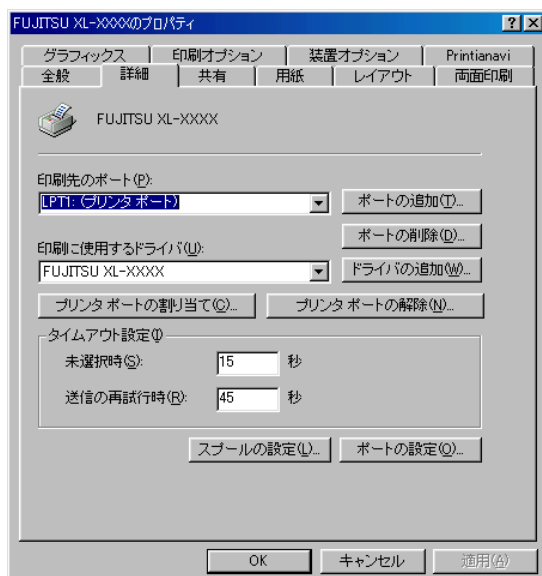 FUJITSU XL-XXXXのプロパティ
グラフィックス 印刷オプション 装置オプション Printianavi
全般 詳細 共有 用紙 レイアウト 両面印刷
FUJITSU XL-XXXX
印刷先のポート(P):
LPT1: (プリンタ ポート) ポートの追加(T)...
ポートの削除(D)...
印刷に使用するドライバ(U):
FUJITSU XL-XXXX ドライバの追加(W)...
プリンタ ポートの割り当て(C)... プリンタ ポートの解除(N)...
タイムアウト設定(I)
未選択時(S): 15 秒
送信の再試行時(R): 45 秒
スプールの設定(L)... ポートの設定(O)...
OK キャンセル 適用(A)